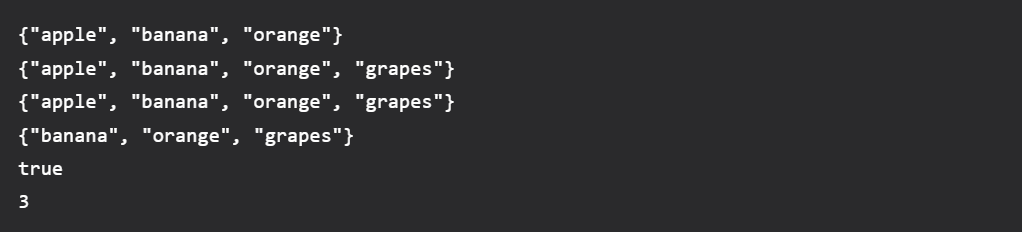 {"apple", "banana", "orange"}
{"apple", "banana", "orange", "grapes"}
{"apple", "banana", "orange", "grapes"}
{"banana", "orange", "grapes"}
true
3